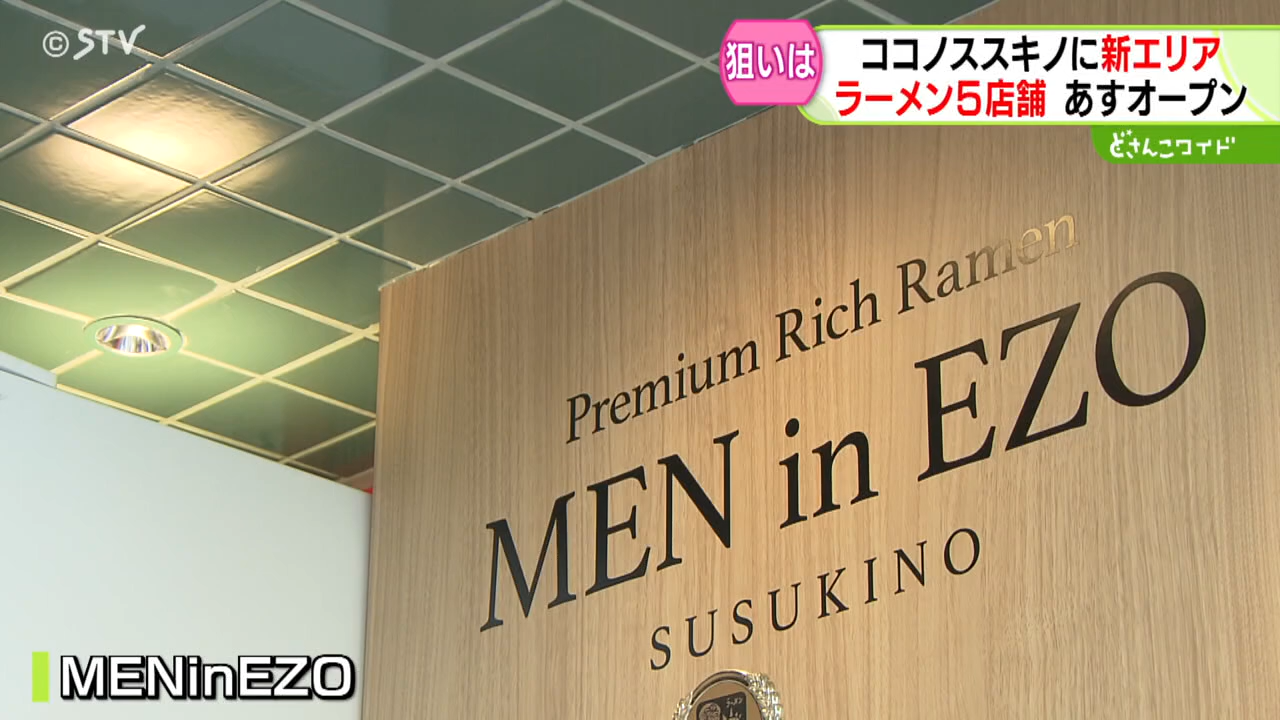 © STV
狙いは
ココノススキノに新エリア
ラーメン5店舗 あすオープン
どさんこワイド
Premium Rich Ramen
MEN in EZO
SUSUKINO
MENinEZO